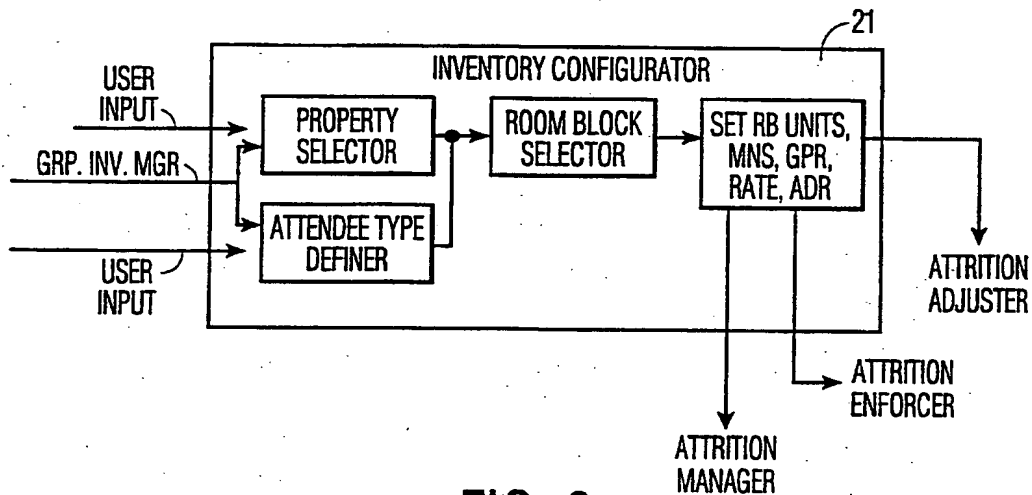 21
INVENTORY CONFIGURATOR
USER
INPUT
GRP. INV. MGR
USER
INPUT
PROPERTY
SELECTOR
ATTENDEE TYPE
DEFINER
ROOM BLOCK
SELECTOR
SET RB UNITS,
MNS, GPR,
RATE, ADR
ATTRITION
ADJUSTER
ATTRITION
ENFORCER
ATTRITION
MANAGER